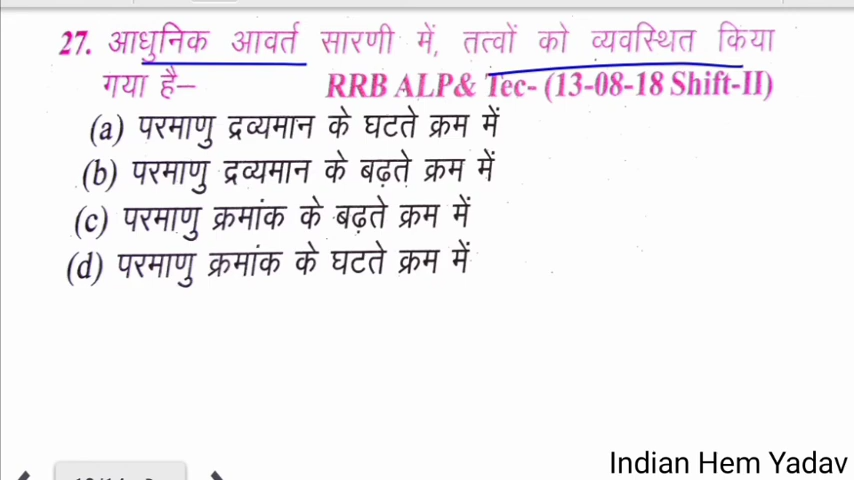 27. आधुनिक आवर्त सारणी में, तत्वों को व्यवस्थित किया
गया है– RRB ALP& Tec- (13-08-18 Shift-II)
(a) परमाणु द्रव्यमान के घटते क्रम में
(b) परमाणु द्रव्यमान के बढ़ते क्रम में
(c) परमाणु क्रमांक के बढ़ते क्रम में
(d) परमाणु क्रमांक के घटते क्रम में
Indian Hem Yadav